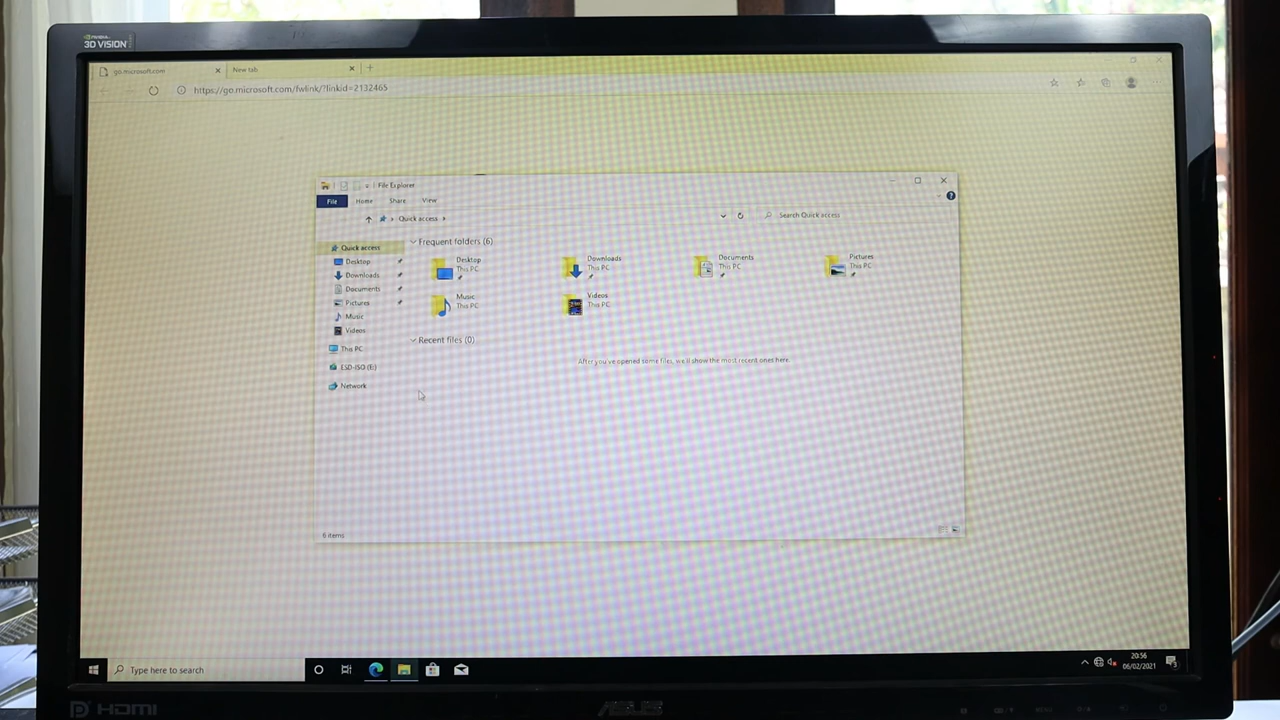 NVIDIA
3D VISION
go.microsoft.com
New tab
https://go.microsoft.com/fwlink/?linkid=2132465
File Explorer
File Home Share View
Quick access
Search Quick access
Quick access
Desktop
Downloads
Documents
Pictures
Music
Videos
This PC
ESD-ISO (E:)
Network
Frequent folders (6)
Desktop
This PC
Downloads
This PC
Documents
This PC
Pictures
This PC
Music
This PC
Videos
This PC
Recent files (0)
After you've opened some files, we'll show the most recent ones here.
6 items
Type here to search
20:56
06/02/2021
HDMI
ASUS